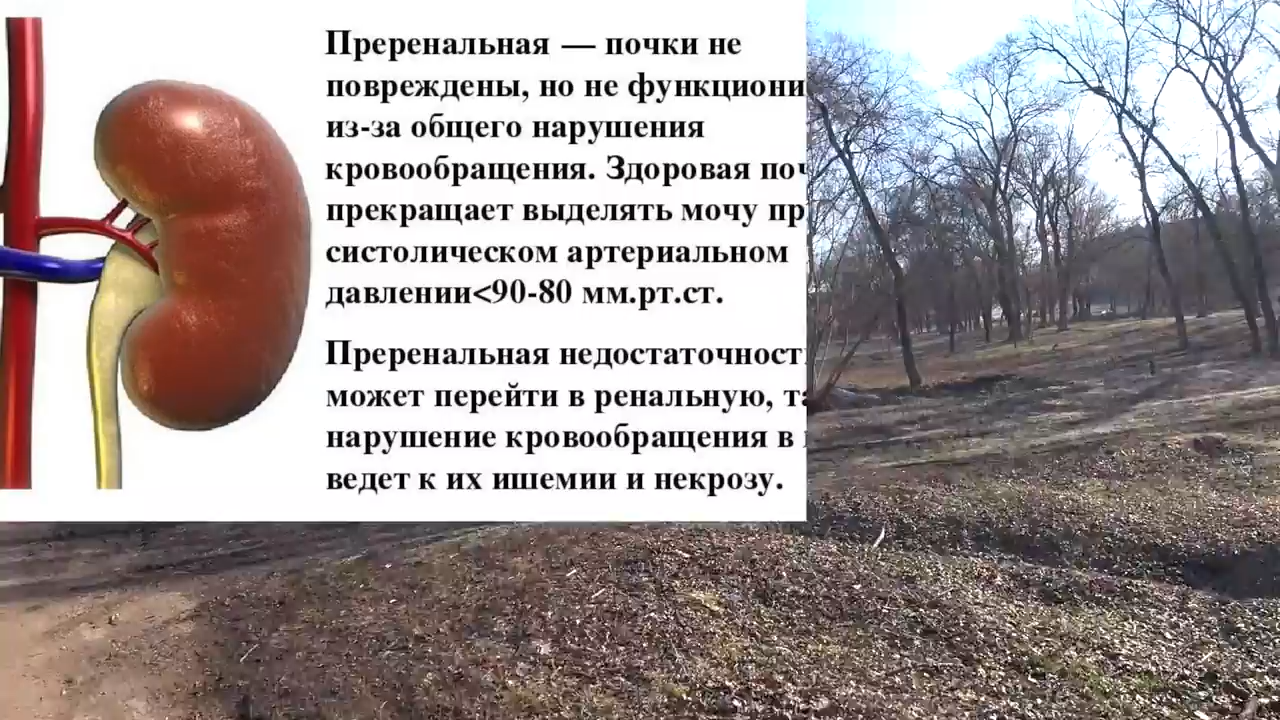 Преренальная — почки не
повреждены, но не функциони
из-за общего нарушения
кровообращения. Здоровая поч
прекращает выделять мочу пр
систолическом артериальном
давлении<90-80 мм.рт.ст.
Преренальная недостаточност
может перейти в ренальную, та
нарушение кровообращения в
ведет к их ишемии и некрозу.